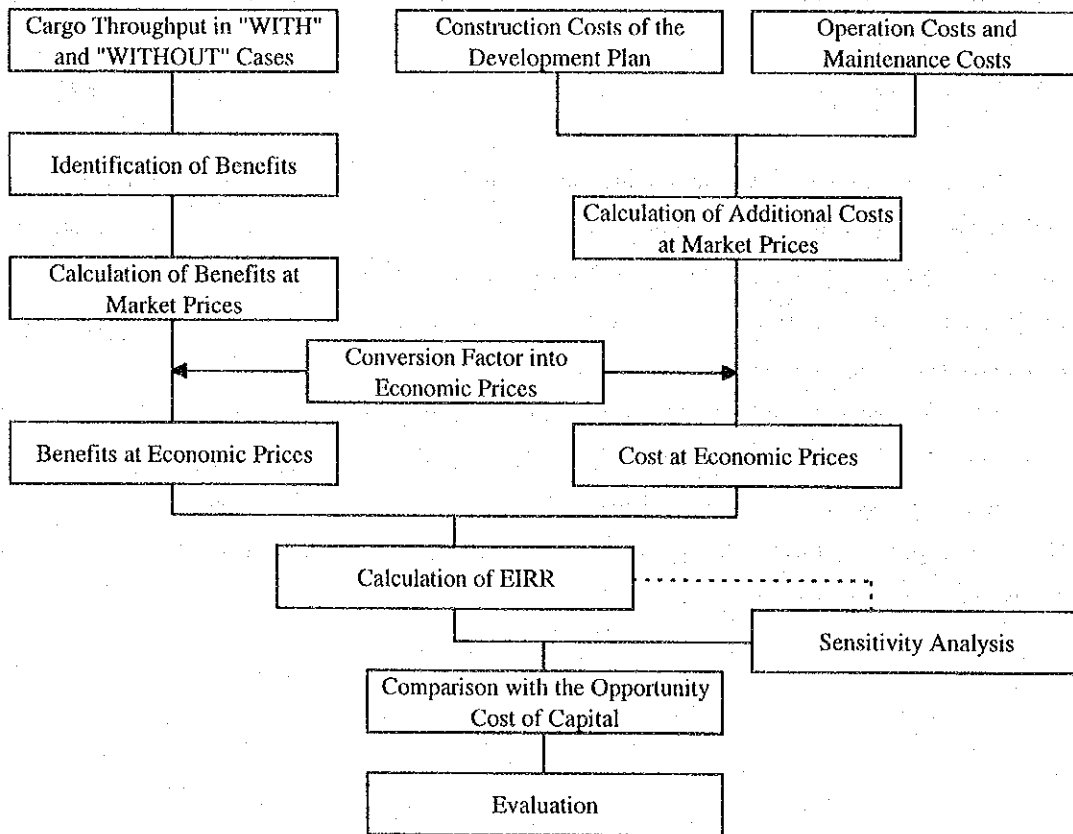 Cargo Throughput in "WITH"
and "WITHOUT" Cases
Construction Costs of the
Development Plan
Operation Costs and
Maintenance Costs
Identification of Benefits
Calculation of Additional Costs
at Market Prices
Calculation of Benefits at
Market Prices
Conversion Factor into
Economic Prices
Benefits at Economic Prices
Cost at Economic Prices
Calculation of EIRR
Sensitivity Analysis
Comparison with the Opportunity
Cost of Capital
Evaluation